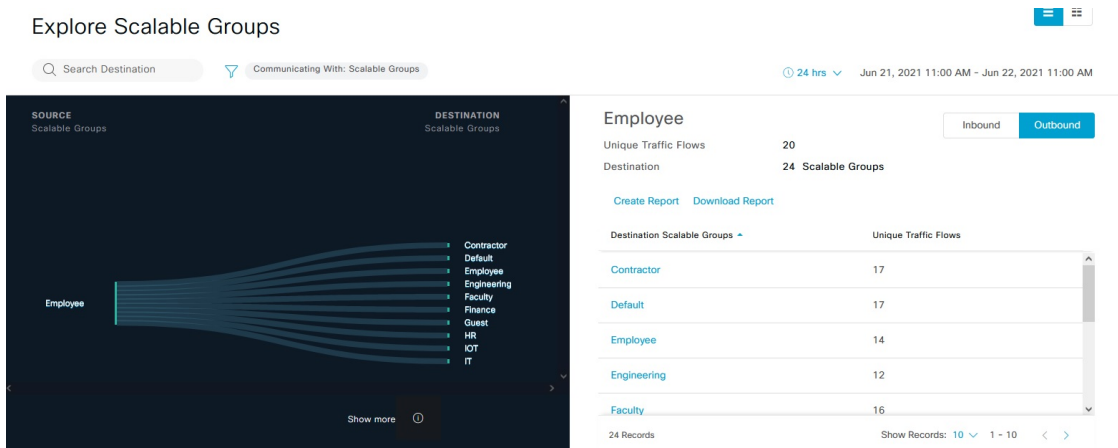 Explore Scalable Groups
Search Destination
Communicating With: Scalable Groups
24 hrs
Jun 21, 2021 11:00 AM - Jun 22, 2021 11:00 AM
SOURCE
Scalable Groups
DESTINATION
Scalable Groups
Employee
Contractor
Default
Employee
Engineering
Faculty
Finance
Guest
HR
IOT
IT
Show more
Employee
Inbound
Outbound
Unique Traffic Flows 20
Destination 24 Scalable Groups
Create Report Download Report
Destination Scalable Groups Unique Traffic Flows
Contractor 17
Default 17
Employee 14
Engineering 12
Faculty 16
24 Records
Show Records: 10 1 - 10